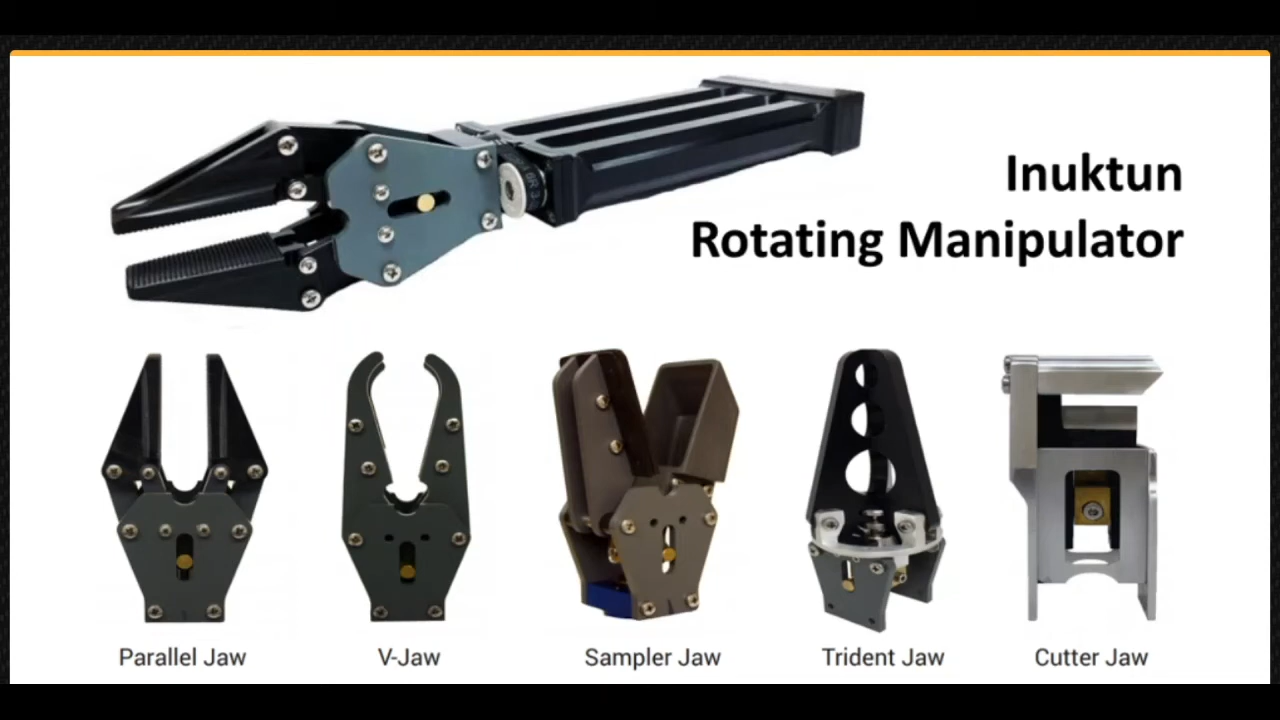 Inuktun
Rotating Manipulator
Parallel Jaw
V-Jaw
Sampler Jaw
Trident Jaw
Cutter Jaw